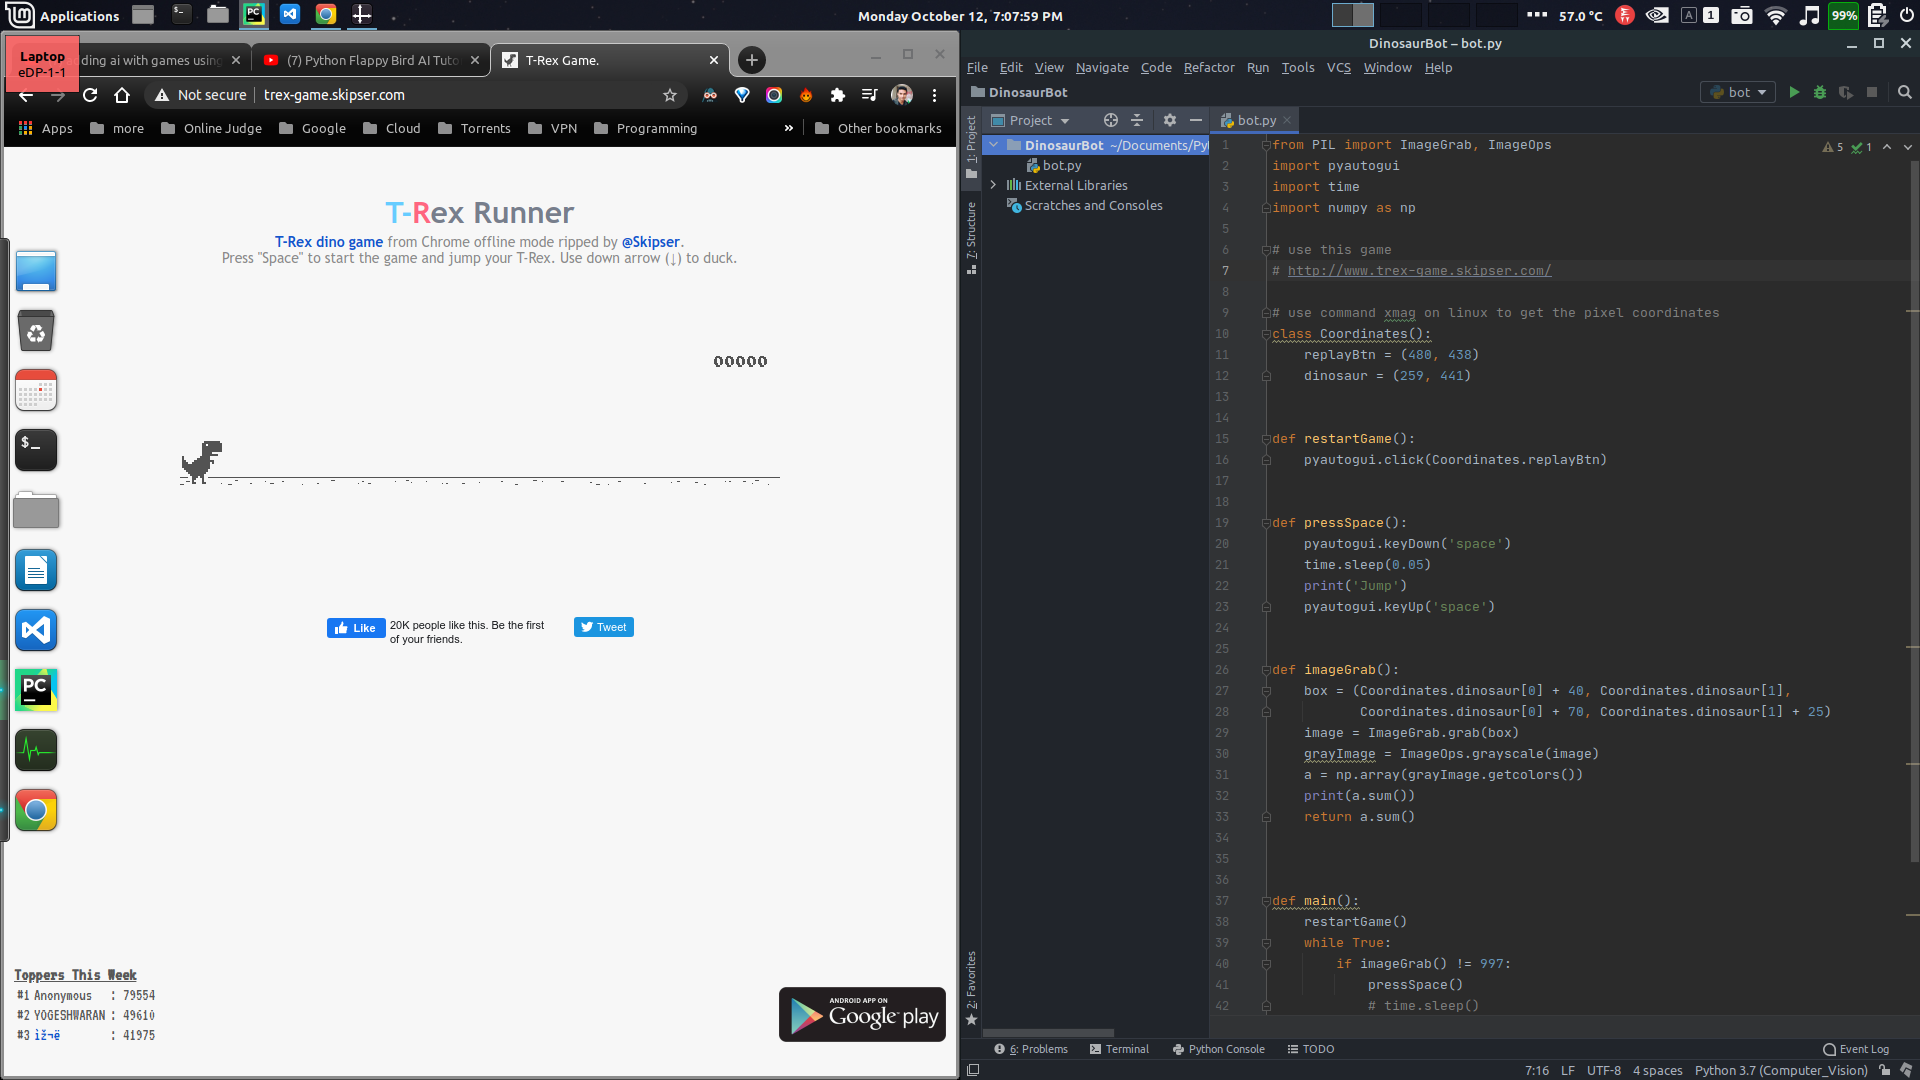 Applications
Monday October 12, 7:07:59 PM
57.0 °C
A
1
99%
Laptop
eDP-1-1
dding ai with games using
(7) Python Flappy Bird AI Tuto
T-Rex Game.
Not secure
trex-game.skipser.com
Apps
more
Online Judge
Google
Cloud
Torrents
VPN
Programming
»
Other bookmarks
T-Rex Runner
T-Rex dino game from Chrome offline mode ripped by @Skipser.
Press "Space" to start the game and jump your T-Rex. Use down arrow (↓) to duck.
00000
Like
20K people like this. Be the first
of your friends.
Tweet
Toppers This Week
#1 Anonymous : 79554
#2 YOGESHWARAN : 49610
#3 ìž¬ë : 41975
ANDROID APP ON
Google play
$_
PC
DinosaurBot – bot.py
File Edit View Navigate Code Refactor Run Tools VCS Window Help
DinosaurBot
bot
Project
bot.py
1: Project
7: Structure
2: Favorites
DinosaurBot ~/Documents/Py
bot.py
External Libraries
Scratches and Consoles
5
1
1 from PIL import ImageGrab, ImageOps
2 import pyautogui
3 import time
4 import numpy as np
5
6 # use this game
7 # http://www.trex-game.skipser.com/
8
9 # use command xmag on linux to get the pixel coordinates
10 class Coordinates():
11 replayBtn = (480, 438)
12 dinosaur = (259, 441)
13
14
15 def restartGame():
16 pyautogui.click(Coordinates.replayBtn)
17
18
19 def pressSpace():
20 pyautogui.keyDown('space')
21 time.sleep(0.05)
22 print('Jump')
23 pyautogui.keyUp('space')
24
25
26 def imageGrab():
27 box = (Coordinates.dinosaur[0] + 40, Coordinates.dinosaur[1],
28 Coordinates.dinosaur[0] + 70, Coordinates.dinosaur[1] + 25)
29 image = ImageGrab.grab(box)
30 grayImage = ImageOps.grayscale(image)
31 a = np.array(grayImage.getcolors())
32 print(a.sum())
33 return a.sum()
34
35
36
37 def main():
38 restartGame()
39 while True:
40 if imageGrab() != 997:
41 pressSpace()
42 # time.sleep()
6: Problems
Terminal
Python Console
TODO
Event Log
7:16 LF UTF-8 4 spaces Python 3.7 (Computer_Vision)